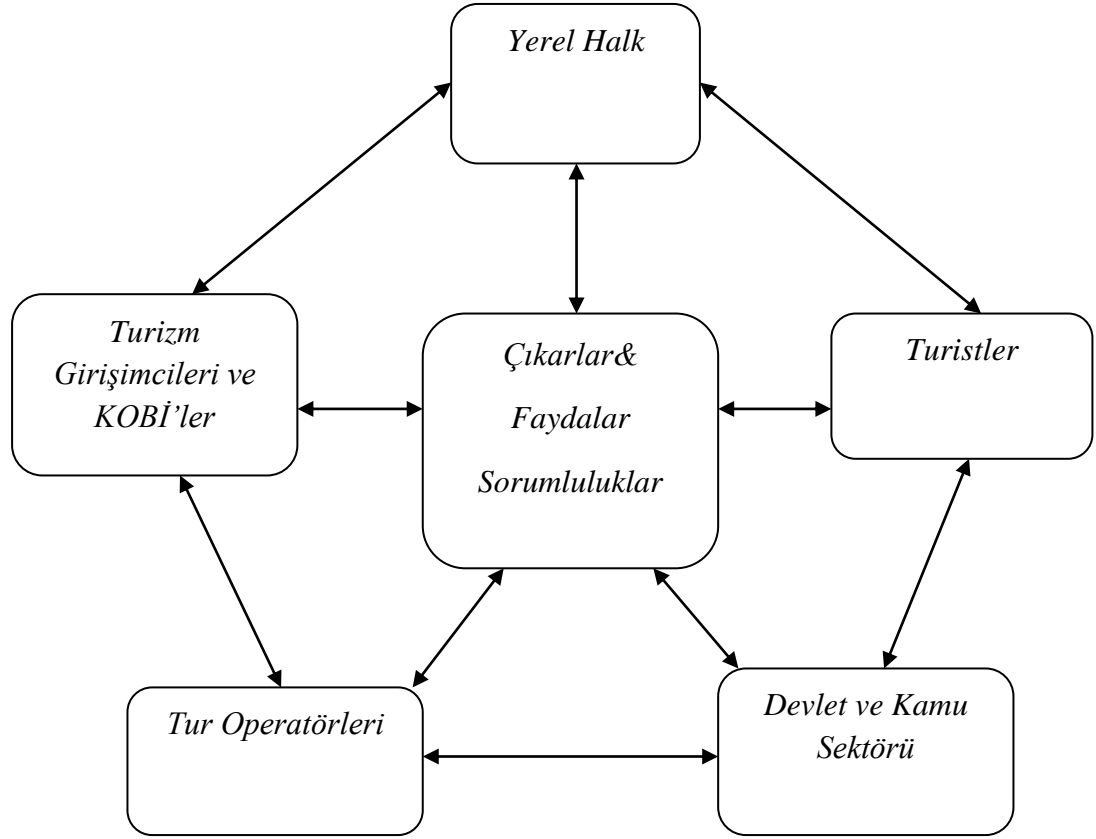 Yerel Halk
Turizm
Girişimcileri ve
KOBİ’ler
Çıkarlar&
Faydalar
Sorumluluklar
Turistler
Tur Operatörleri
Devlet ve Kamu
Sektörü